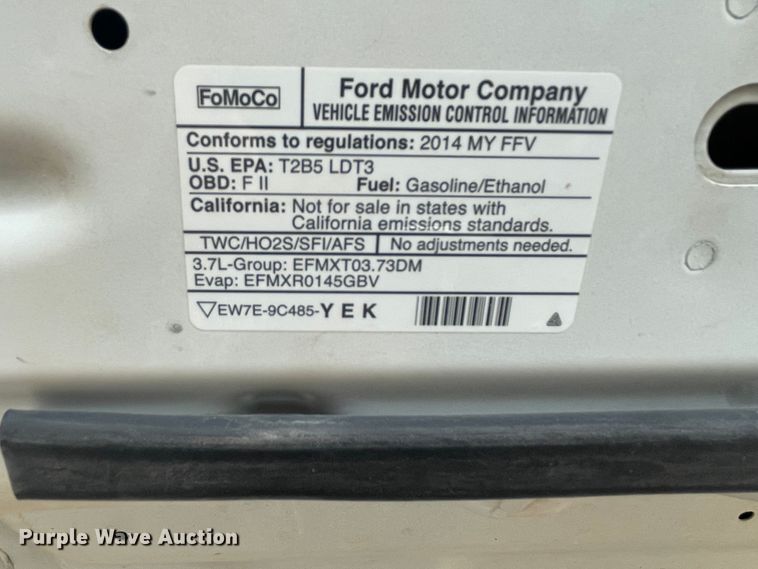 FoMoCo
Ford Motor Company
VEHICLE EMISSION CONTROL INFORMATION
Conforms to regulations: 2014 MY FFV
U.S. EPA: T2B5 LDT3
OBD: F II Fuel: Gasoline/Ethanol
California: Not for sale in states with
California emissions standards.
TWC/HO2S/SFI/AFS No adjustments needed.
3.7L-Group: EFMXT03.73DM
Evap: EFMXR0145GBV
EW7E-9C485-Y E K
Purple Wave Auction